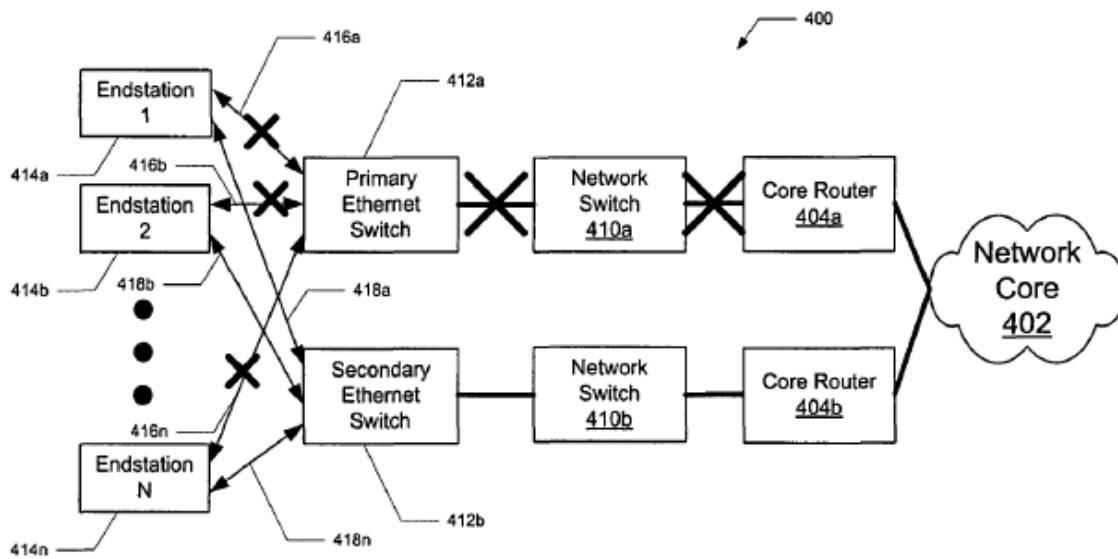 400
416a
412a
Endstation
1
414a
416b
Endstation
2
414b
418b
Primary
Ethernet
Switch
Network
Switch
410a
Core Router
404a
Network
Core
402
418a
Secondary
Ethernet
Switch
Network
Switch
410b
Core Router
404b
416n
Endstation
N
414n
418n
412b